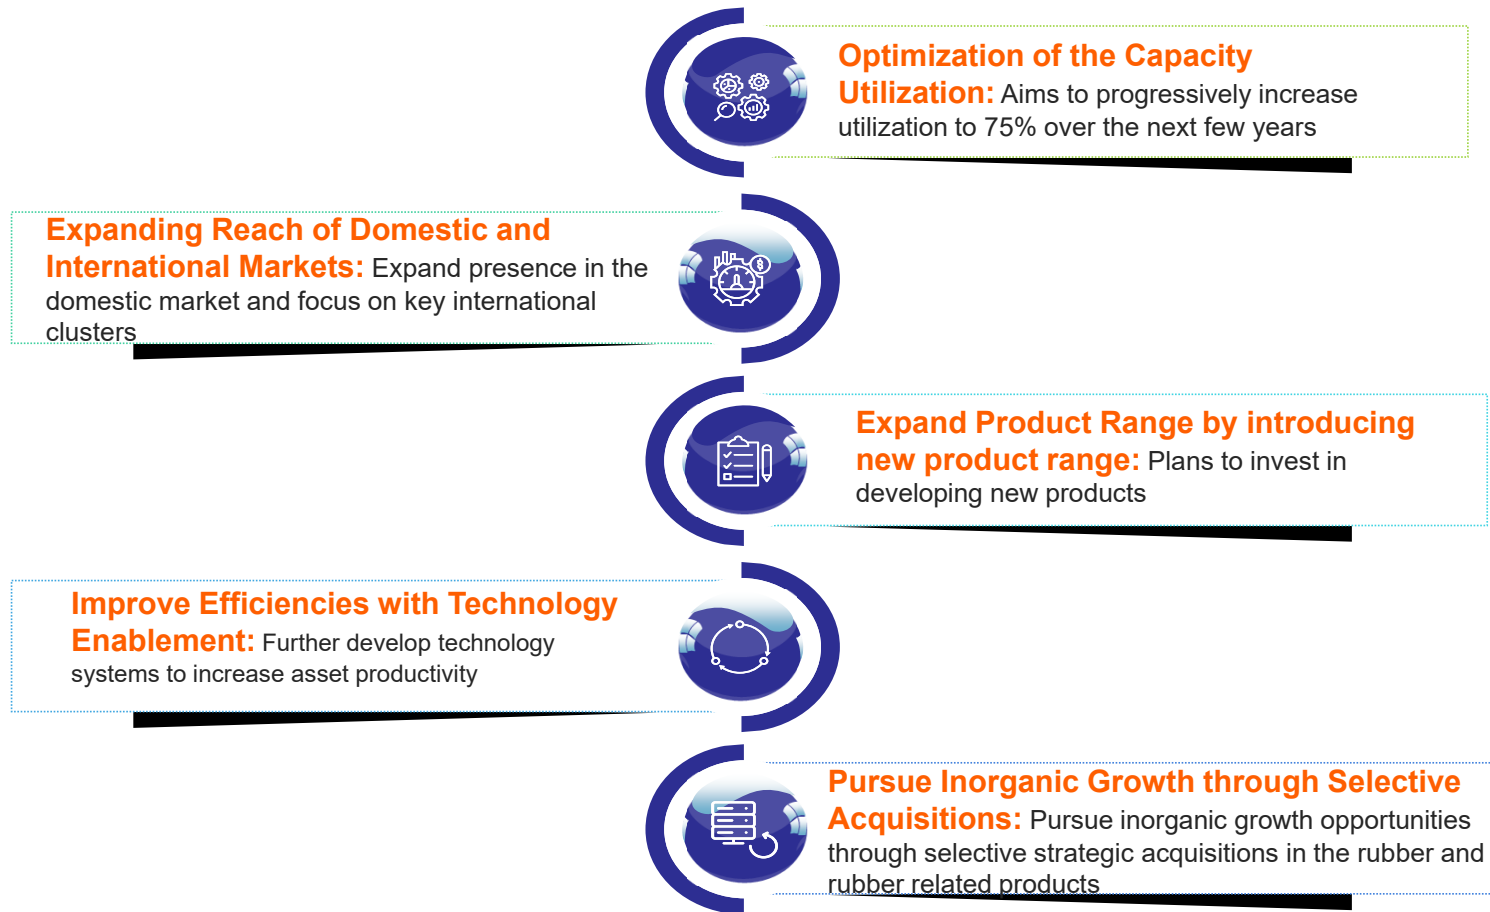 Optimization of the Capacity
Utilization: Aims to progressively increase
utilization to 75% over the next few years
Expanding Reach of Domestic and
International Markets: Expand presence in the
domestic market and focus on key international
clusters
Expand Product Range by introducing
new product range: Plans to invest in
developing new products
Improve Efficiencies with Technology
Enablement: Further develop technology
systems to increase asset productivity
Pursue Inorganic Growth through Selective
Acquisitions: Pursue inorganic growth opportunities
through selective strategic acquisitions in the rubber and
rubber related products